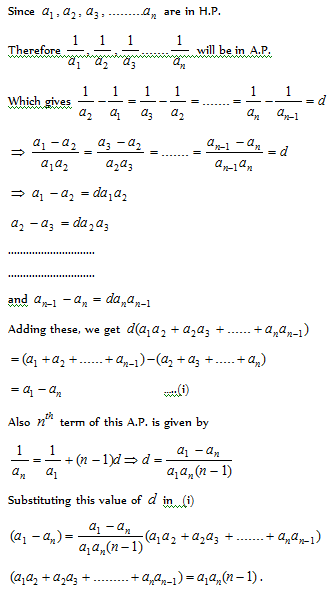 Since a₁, a₂, a₃, .........aₙ are in H.P.
Therefore 1/a₁, 1/a₂, 1/a₃.......1/aₙ will be in A.P.
Which gives 1/a₂ − 1/a₁ = 1/a₃ − 1/a₂ = ....... = 1/aₙ − 1/aₙ₋₁ = d
⇒ (a₁ − a₂)/(a₁a₂) = (a₃ − a₂)/(a₂a₃) = ....... = (aₙ₋₁ − aₙ)/(aₙ₋₁aₙ) = d
⇒ a₁ − a₂ = da₁a₂
a₂ − a₃ = da₂a₃
.............................
.............................
and aₙ₋₁ − aₙ = daₙaₙ₋₁
Adding these, we get d(a₁a₂ + a₂a₃ + ...... + aₙaₙ₋₁)
= (a₁ + a₂ + ...... + aₙ₋₁) − (a₂ + a₃ + ..... + aₙ)
= a₁ − aₙ .....(i)
Also nᵗʰ term of this A.P. is given by
1/aₙ = 1/a₁ + (n − 1)d ⇒ d = (a₁ − aₙ)/(a₁aₙ(n − 1))
Substituting this value of d in (i)
(a₁ − aₙ) = (a₁ − aₙ)/(a₁aₙ(n − 1)) (a₁a₂ + a₂a₃ + ....... + aₙaₙ₋₁)
(a₁a₂ + a₂a₃ + ......... + aₙaₙ₋₁) = a₁aₙ(n − 1).